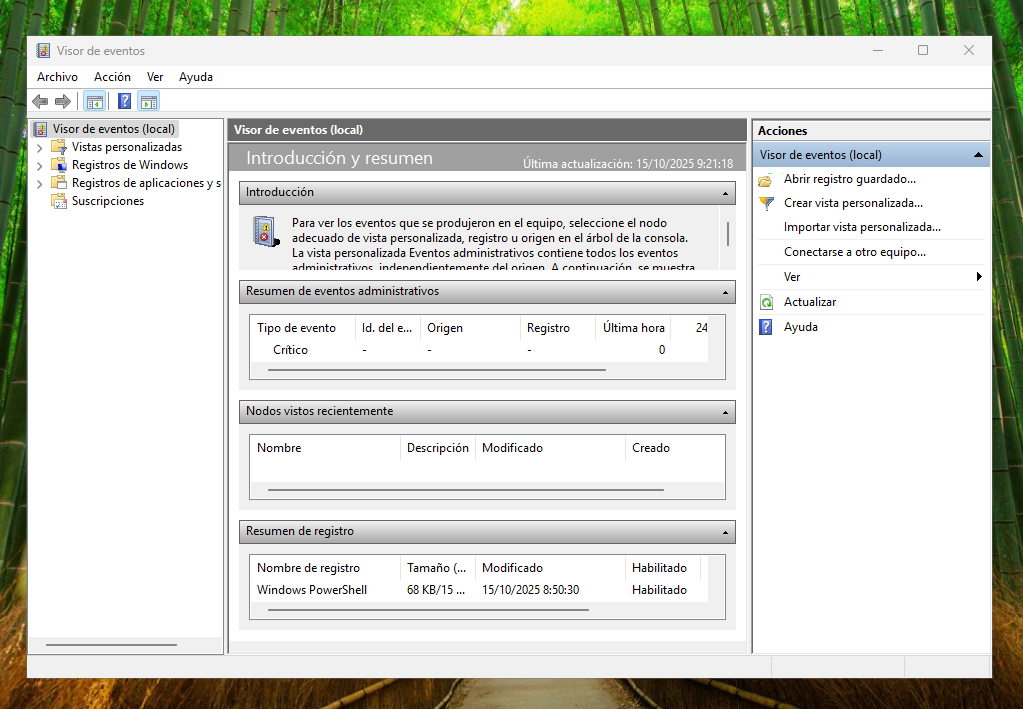 Visor de eventos
Archivo Acción Ver Ayuda
Visor de eventos (local)
Vistas personalizadas
Registros de Windows
Registros de aplicaciones y s
Suscripciones
Visor de eventos (local)
Introducción y resumen
Última actualización: 15/10/2025 9:21:18
Introducción
Para ver los eventos que se produjeron en el equipo, seleccione el nodo
adecuado de vista personalizada, registro u origen en el árbol de la consola.
La vista personalizada Eventos administrativos contiene todos los eventos
administrativos, independientemente del origen. A continuación, se muestra
Resumen de eventos administrativos
Tipo de evento Id. del e... Origen Registro Última hora 24
Crítico - - - 0
Nodos vistos recientemente
Nombre Descripción Modificado Creado
Resumen de registro
Nombre de registro Tamaño (... Modificado Habilitado
Windows PowerShell 68 KB/15 ... 15/10/2025 8:50:30 Habilitado
Acciones
Visor de eventos (local)
Abrir registro guardado...
Crear vista personalizada...
Importar vista personalizada...
Conectarse a otro equipo...
Ver
Actualizar
Ayuda